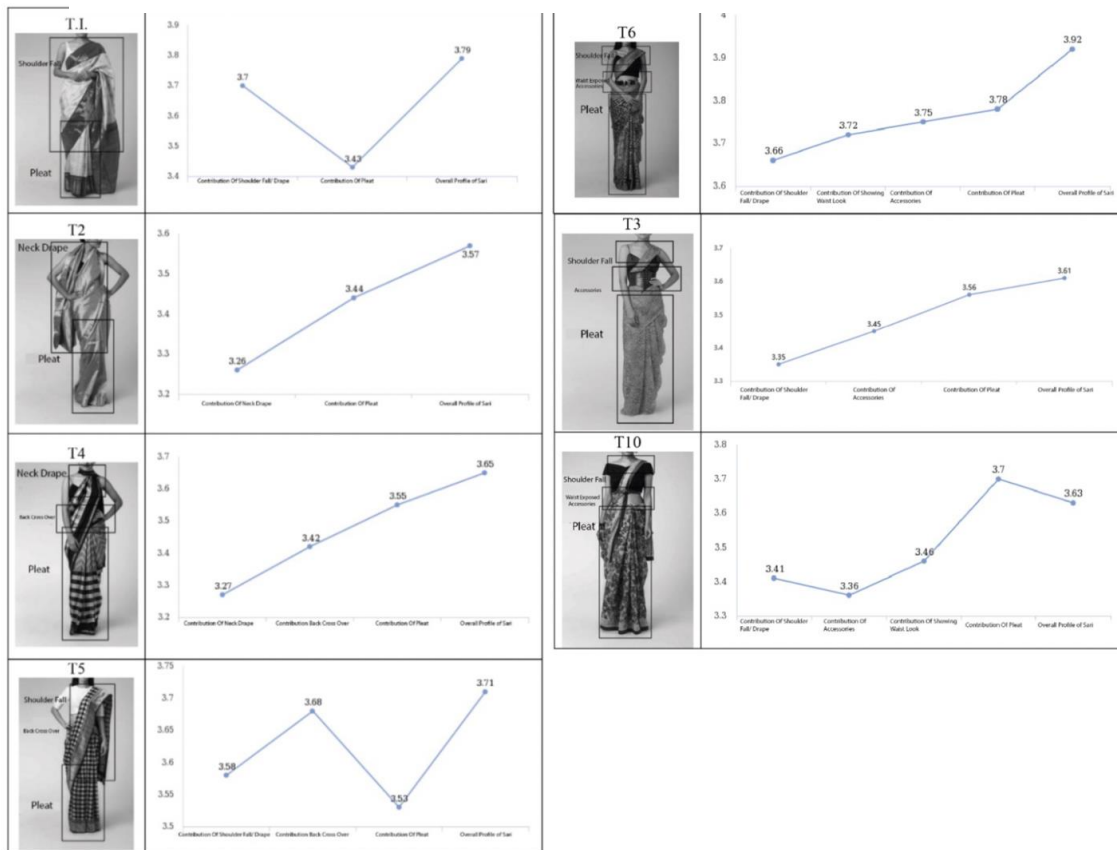 T.I.
Shoulder Fall
Pleat
3.9
3.8
3.7
3.6
3.5
3.4
3.7
3.43
3.79
Contribution Of Shoulder Fall/ Drape
Contribution Of Pleat
Overall Profile of Sari
T2
Neck Drape
Pleat
3.6
3.5
3.4
3.3
3.2
3.26
3.44
3.57
Contribution Of Neck Drape
Contribution Of Pleat
Overall Profile of Sari
T4
Neck Drape
Back Cross Over
Pleat
3.7
3.6
3.5
3.4
3.3
3.2
3.27
3.42
3.55
3.65
Contribution Of Neck Drape
Contribution Back Cross Over
Contribution Of Pleat
Overall Profile of Sari
T5
Shoulder Fall
Back Cross Over
Pleat
3.75
3.7
3.65
3.6
3.55
3.5
3.58
3.68
3.53
3.71
Contribution Of Shoulder Fall/ Drape
Contribution Back Cross Over
Contribution Of Pleat
Overall Profile of Sari
T6
Shoulder Fall
Waist Exposed
Accessories
Pleat
4
3.9
3.8
3.7
3.6
3.66
3.72
3.75
3.78
3.92
Contribution Of Shoulder
Fall/ Drape
Contribution Of Showing
Waist Look
Contribution Of
Accessories
Contribution Of Pleat
Overall Profile of Sari
T3
Shoulder Fall
Accessories
Pleat
3.7
3.6
3.5
3.4
3.3
3.35
3.45
3.56
3.61
Contribution Of Shoulder
Fall/ Drape
Contribution Of
Accessories
Contribution Of Pleat
Overall Profile of Sari
T10
Shoulder Fall
Waist Exposed
Accessories
Pleat
3.8
3.7
3.6
3.5
3.4
3.3
3.41
3.36
3.46
3.7
3.63
Contribution Of Shoulder
Fall/ Drape
Contribution Of
Accessories
Contribution Of Showing
Waist Look
Contribution Of Pleat
Overall Profile of Sari